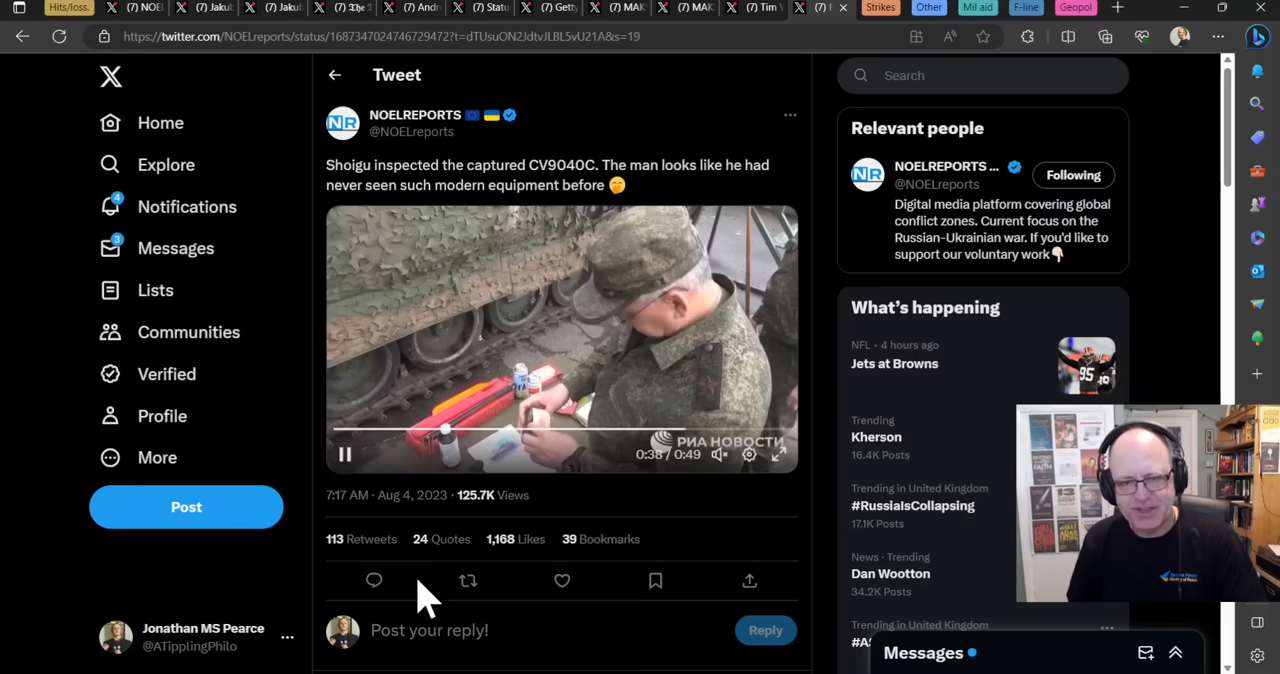 Hits/loss.
(7) NOEL
(7) Jakub
(7) Jakub
(7) Andre
(7) Statu
(7) Getty
(7) MAK
(7) MAK
(7) Tim V
Strikes
Other
Mil aid
F-line
Geopol
https://twitter.com/NOELreports/status/1687347024746729472?t=dTUsuON2JdtvJLBL5vU21A&s=19
Home
Explore
4
Notifications
3
Messages
Lists
Communities
Verified
Profile
More
Post
Jonathan MS Pearce
@ATipplingPhilo
Tweet
NR
NOELREPORTS
@NOELreports
Shoigu inspected the captured CV9040C. The man looks like he had
never seen such modern equipment before
РИА НОВОСТИ
0:38 / 0:49
7:17 AM · Aug 4, 2023 · 125.7K Views
113 Retweets 24 Quotes 1,168 Likes 39 Bookmarks
Post your reply!
Reply
Search
Relevant people
NR
NOELREPORTS ...
@NOELreports
Following
Digital media platform covering global
conflict zones. Current focus on the
Russian-Ukrainian war. If you'd like to
support our voluntary work
What's happening
NFL · 4 hours ago
Jets at Browns
Trending
Kherson
16.4K Posts
Trending in United Kingdom
#RussiaIsCollapsing
17.1K Posts
News · Trending
Dan Wootton
34.2K Posts
Trending in United Kingdom
Messages